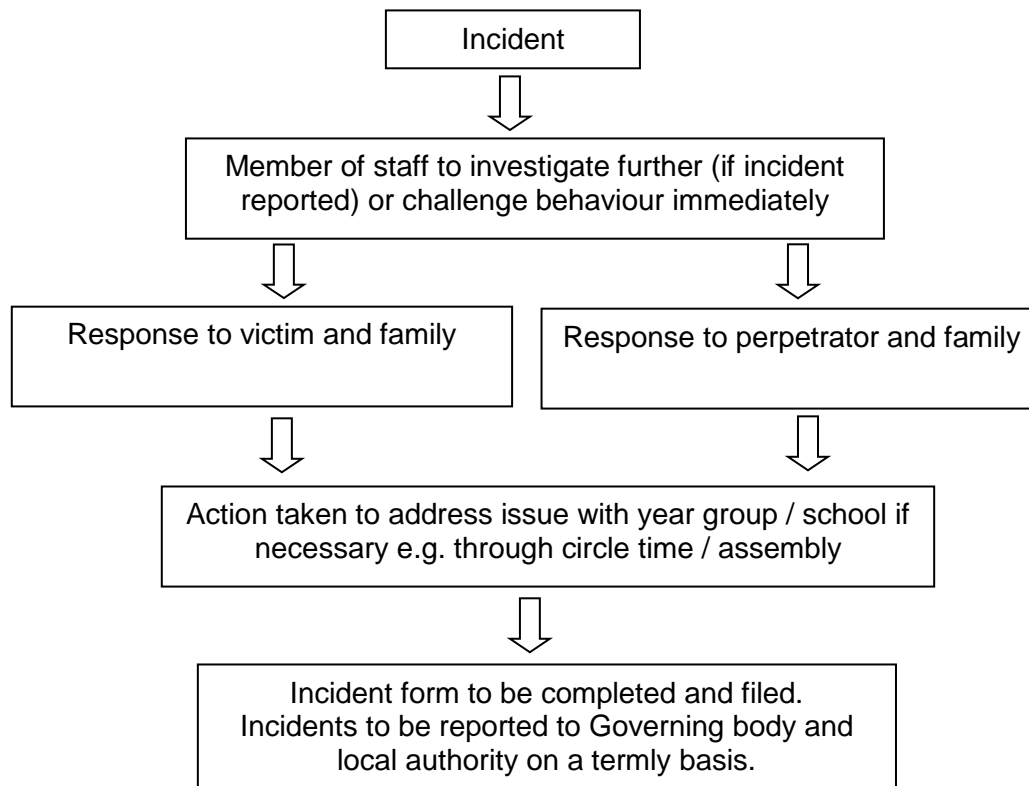 Incident
Member of staff to investigate further (if incident
reported) or challenge behaviour immediately
Response to victim and family
Response to perpetrator and family
Action taken to address issue with year group / school if
necessary e.g. through circle time / assembly
Incident form to be completed and filed.
Incidents to be reported to Governing body and
local authority on a termly basis.